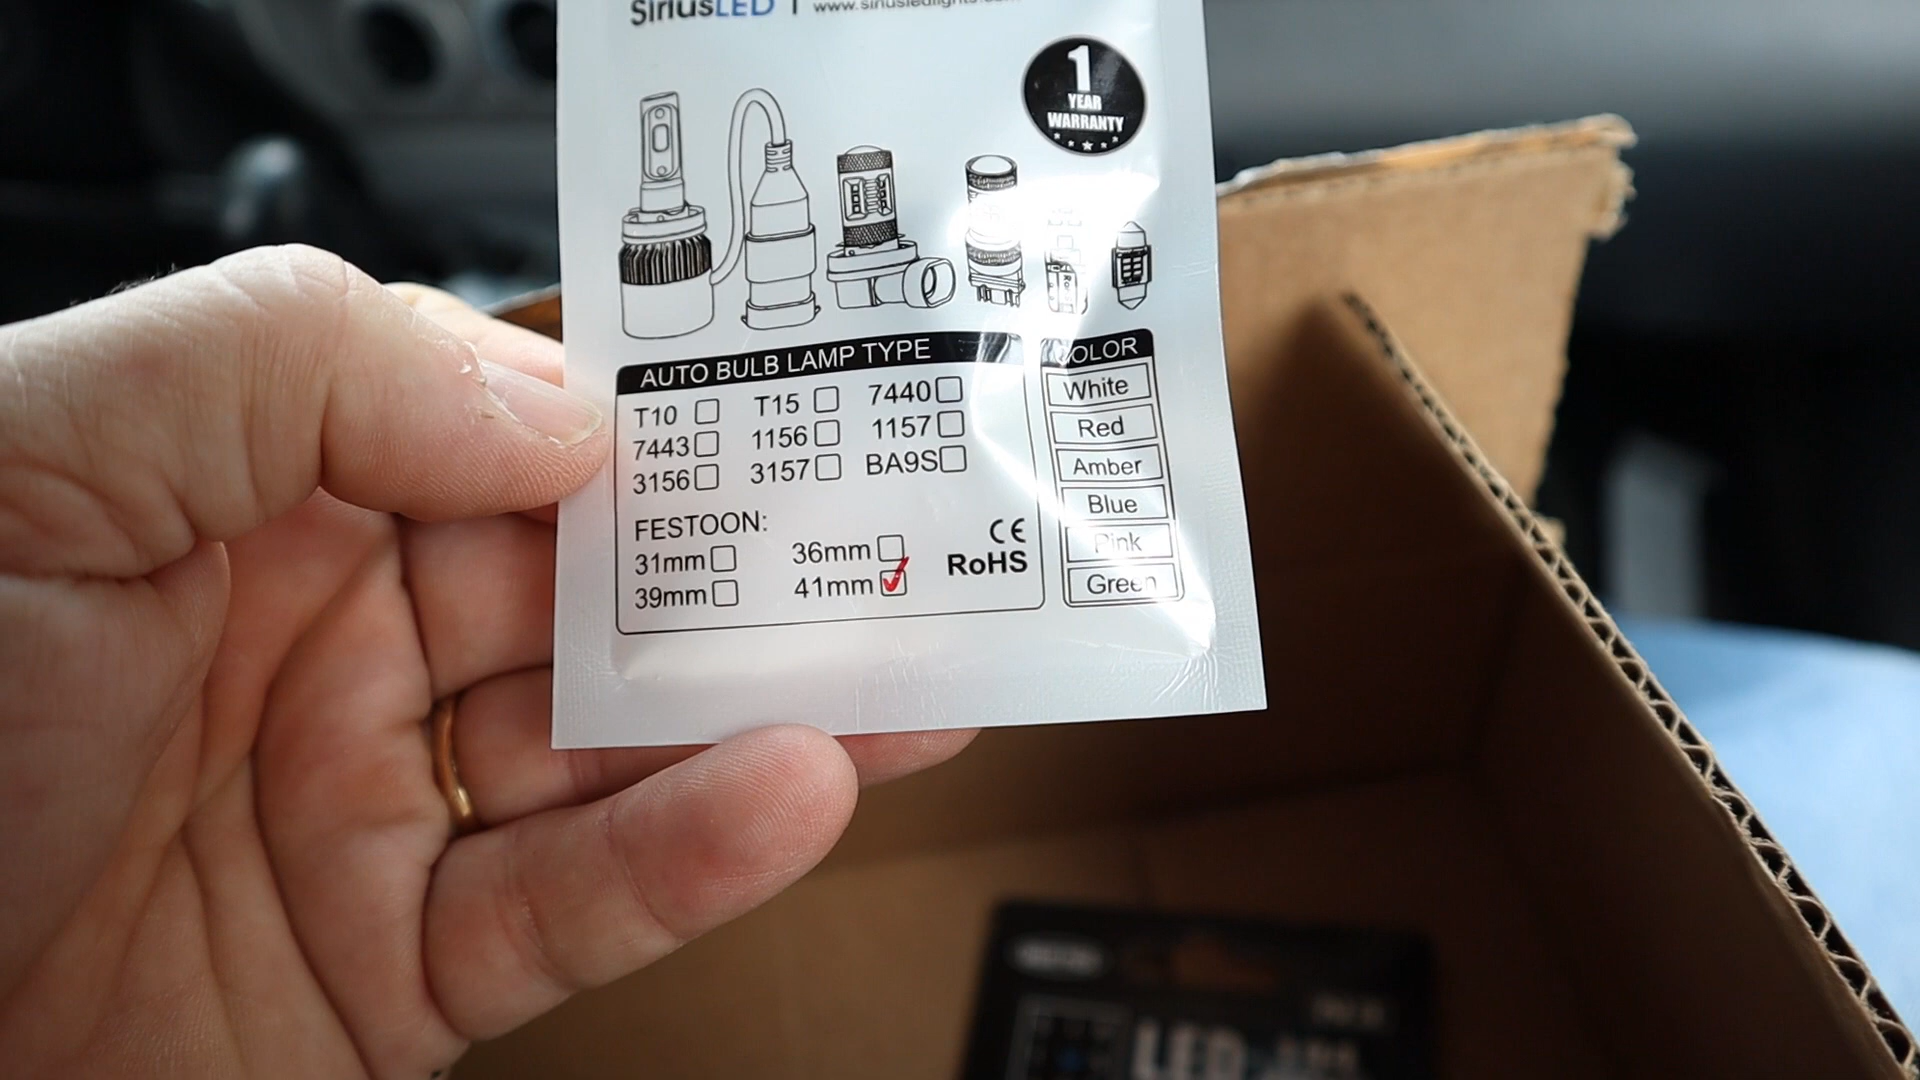 SiriusLED | www.siriusledlights.com
1
YEAR
WARRANTY
AUTO BULB LAMP TYPE
T10 T15 7440
7443 1156 1157
3156 3157 BA9S
FESTOON:
31mm 36mm
39mm 41mm
CE
RoHS
COLOR
White
Red
Amber
Blue
Pink
Green
LED